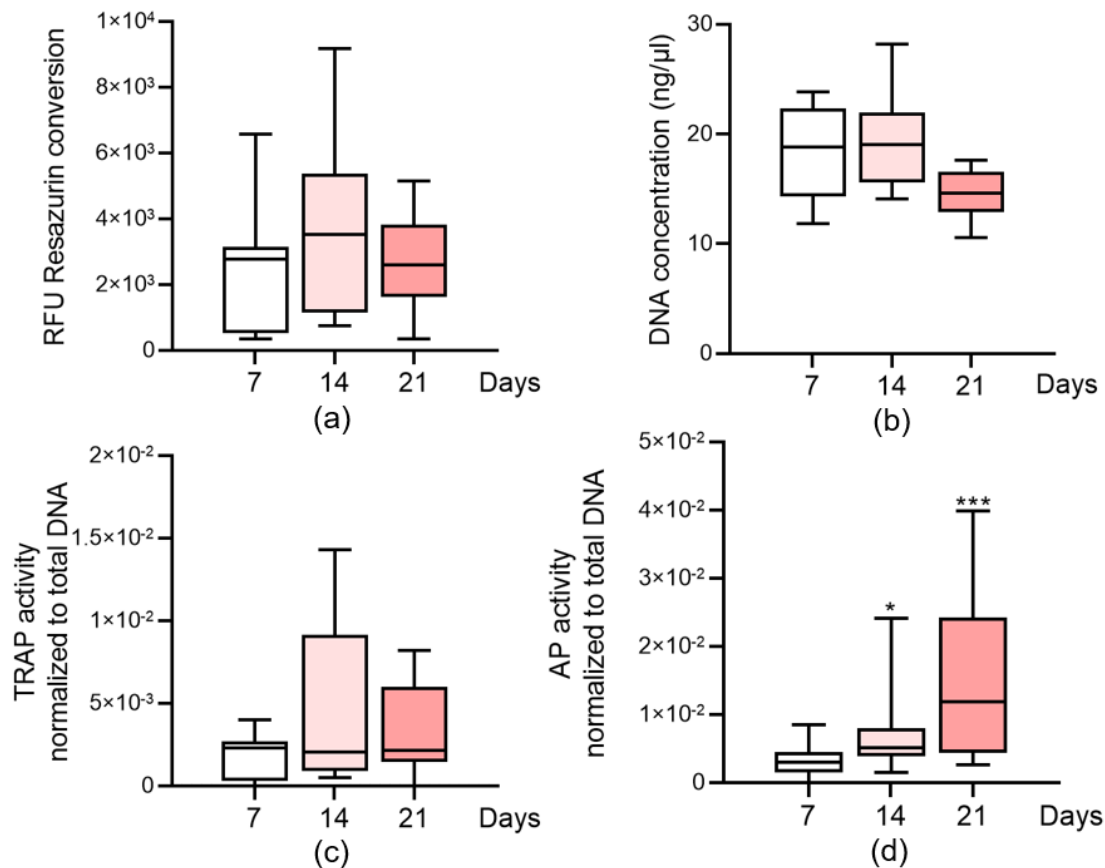 RFU Resazurin conversion
1×10⁴
8×10³
6×10³
4×10³
2×10³
0
7 14 21 Days
(a)
DNA concentration (ng/µl)
30
20
10
0
7 14 21 Days
(b)
TRAP activity
normalized to total DNA
2×10⁻²
1.5×10⁻²
1×10⁻²
5×10⁻³
0
7 14 21 Days
(c)
AP activity
normalized to total DNA
5×10⁻²
4×10⁻²
3×10⁻²
2×10⁻²
1×10⁻²
0
*
***
7 14 21 Days
(d)